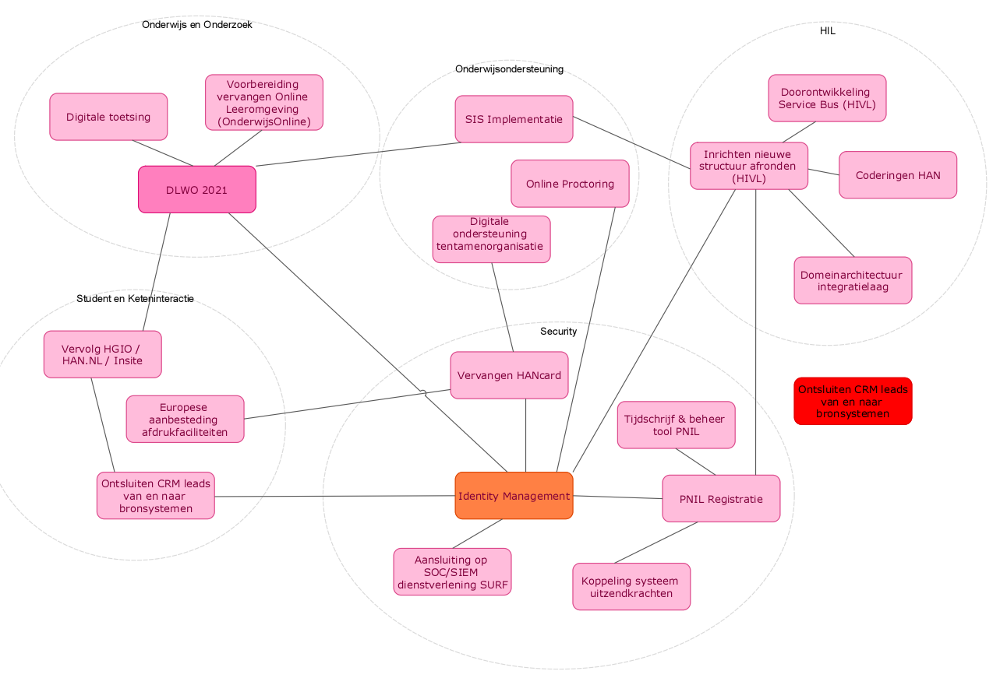 Onderwijs en Onderzoek
Digitale toetsing
Voorbereiding
vervangen Online
Leeromgeving
(OnderwijsOnline)
DLWO 2021
Onderwijsondersteuning
SIS Implementatie
Online Proctoring
Digitale
ondersteuning
tentamenorganisatie
HIL
Doorontwikkeling
Service Bus (HIVL)
Inrichten nieuwe
structuur afronden
(HIVL)
Coderingen HAN
Domeinarchitectuur
integratielaag
Student en Keteninteractie
Vervolg HGIO /
HAN.NL / Insite
Europese
aanbesteding
afdrukfaciliteiten
Ontsluiten CRM leads
van en naar
bronsystemen
Security
Vervangen HANcard
Tijdschrijf & beheer
tool PNIL
Identity Management
PNIL Registratie
Aansluiting op
SOC/SIEM
dienstverlening SURF
Koppeling systeem
uitzendkrachten
Ontsluiten CRM leads
van en naar
bronsystemen